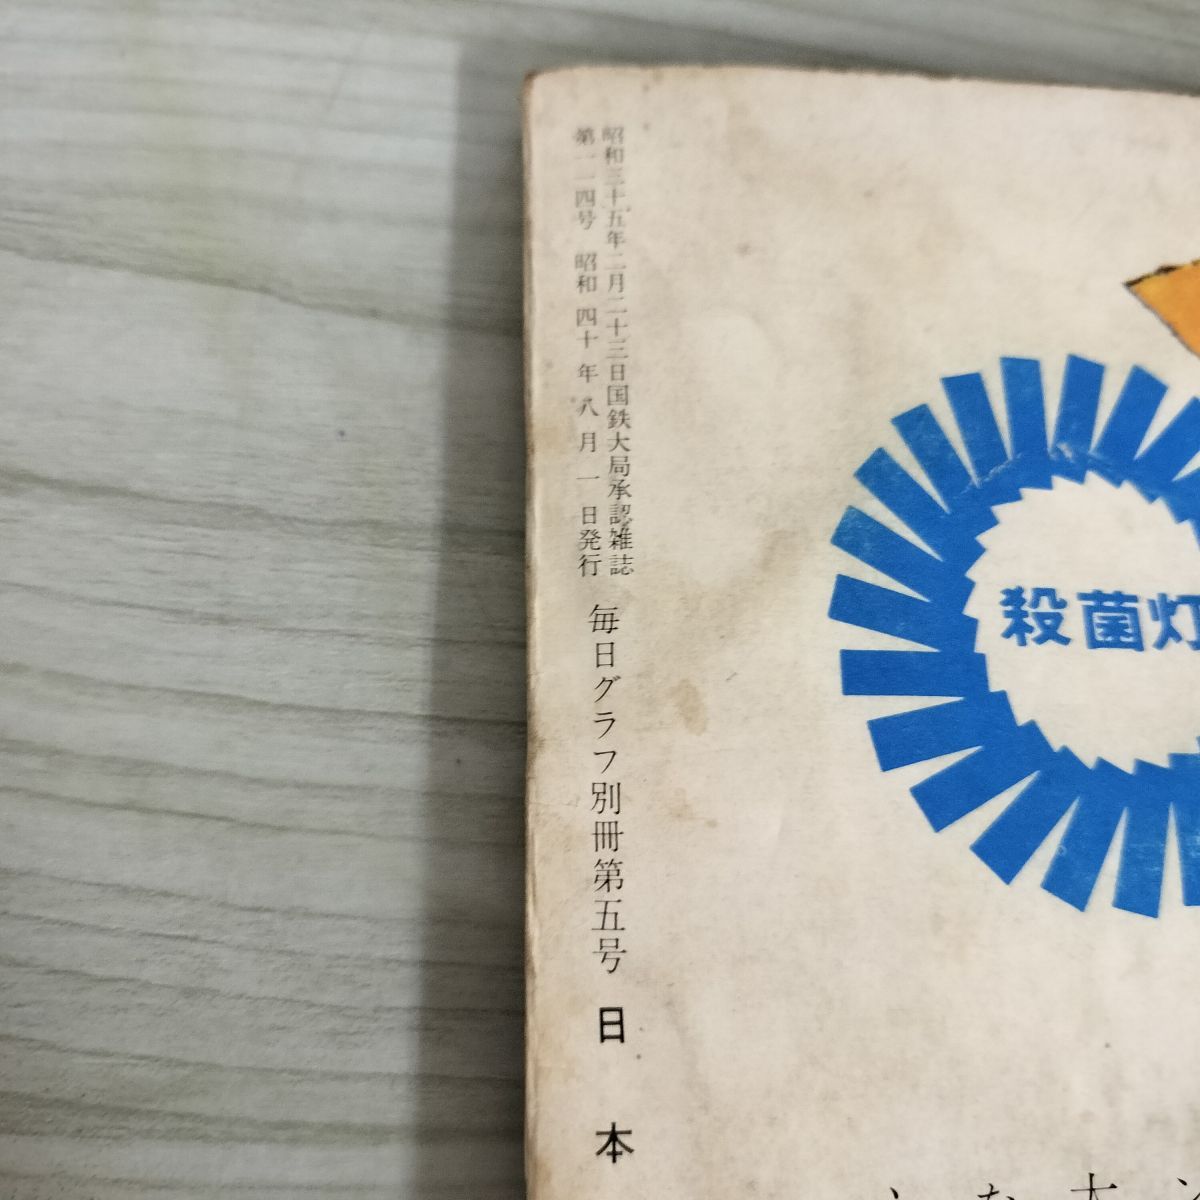 昭和三十五年二月二十三日国鉄大局承認雑誌
第一一四号 昭和四十年八月一日発行
毎日グラフ別冊第五号
日本
殺菌灯